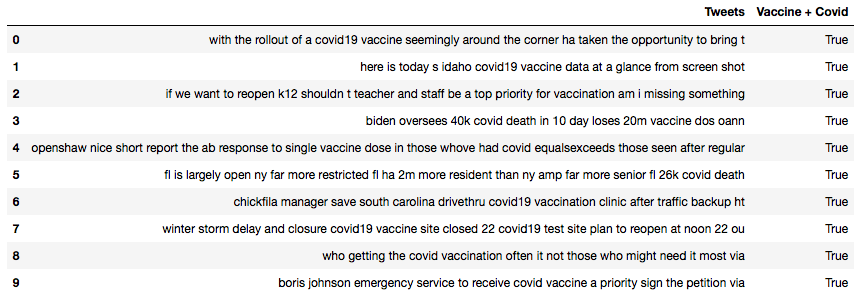 Tweets Vaccine + Covid
0 with the rollout of a covid19 vaccine seemingly around the corner ha taken the opportunity to bring t True
1 here is today s idaho covid19 vaccine data at a glance from screen shot True
2 if we want to reopen k12 shouldn t teacher and staff be a top priority for vaccination am i missing something True
3 biden oversees 40k covid death in 10 day loses 20m vaccine dos oann True
4 openshaw nice short report the ab response to single vaccine dose in those whove had covid equalsexceeds those seen after regular True
5 fl is largely open ny far more restricted fl ha 2m more resident than ny amp far more senior fl 26k covid death True
6 chickfila manager save south carolina drivethru covid19 vaccination clinic after traffic backup ht True
7 winter storm delay and closure covid19 vaccine site closed 22 covid19 test site plan to reopen at noon 22 ou True
8 who getting the covid vaccination often it not those who might need it most via True
9 boris johnson emergency service to receive covid vaccine a priority sign the petition via True